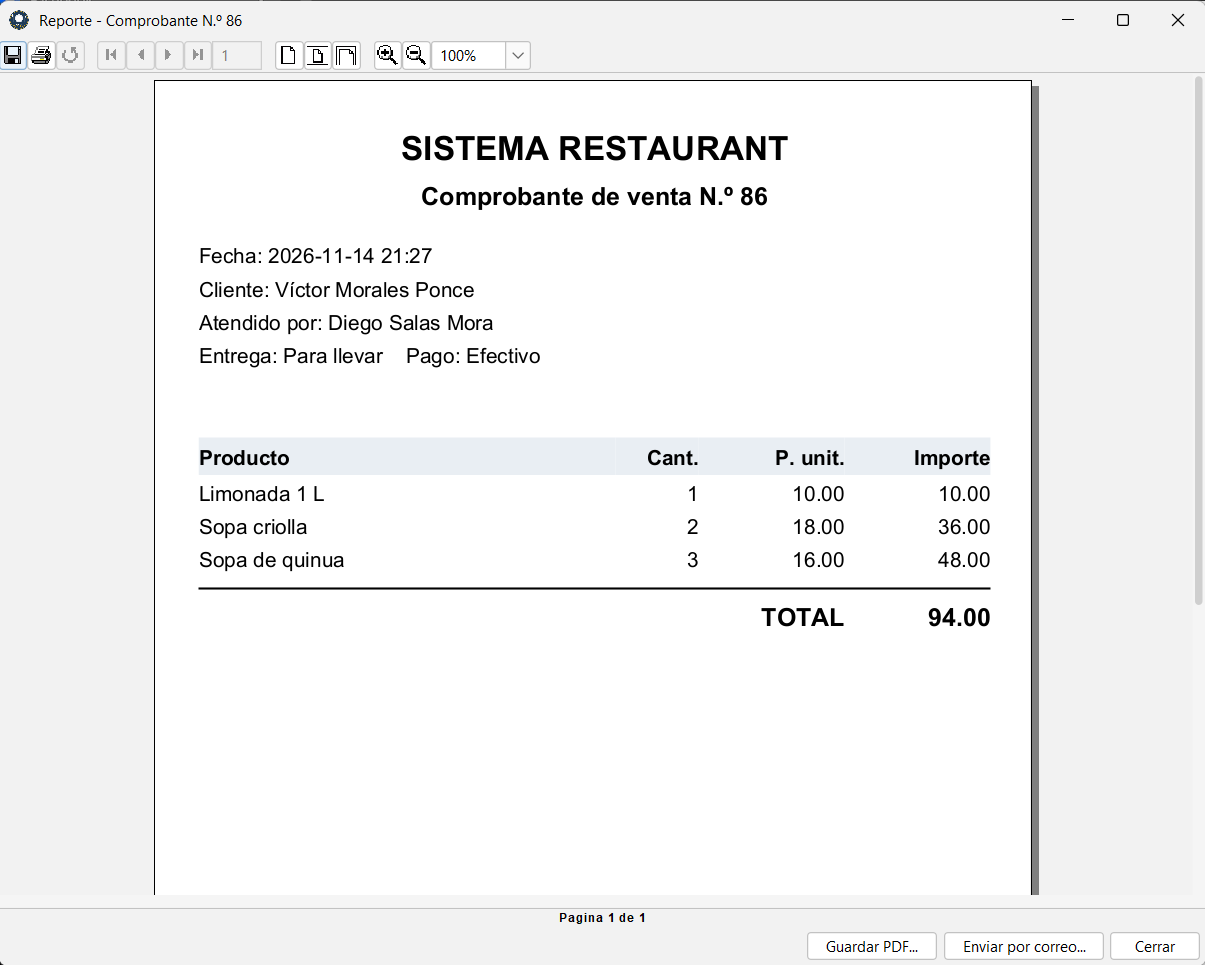 Reporte - Comprobante N.º 86
1
100%
SISTEMA RESTAURANT
Comprobante de venta N.º 86
Fecha: 2026-11-14 21:27
Cliente: Víctor Morales Ponce
Atendido por: Diego Salas Mora
Entrega: Para llevar Pago: Efectivo
Producto Cant. P. unit. Importe
Limonada 1 L 1 10.00 10.00
Sopa criolla 2 18.00 36.00
Sopa de quinua 3 16.00 48.00
TOTAL 94.00
Pagina 1 de 1
Guardar PDF... Enviar por correo... Cerrar